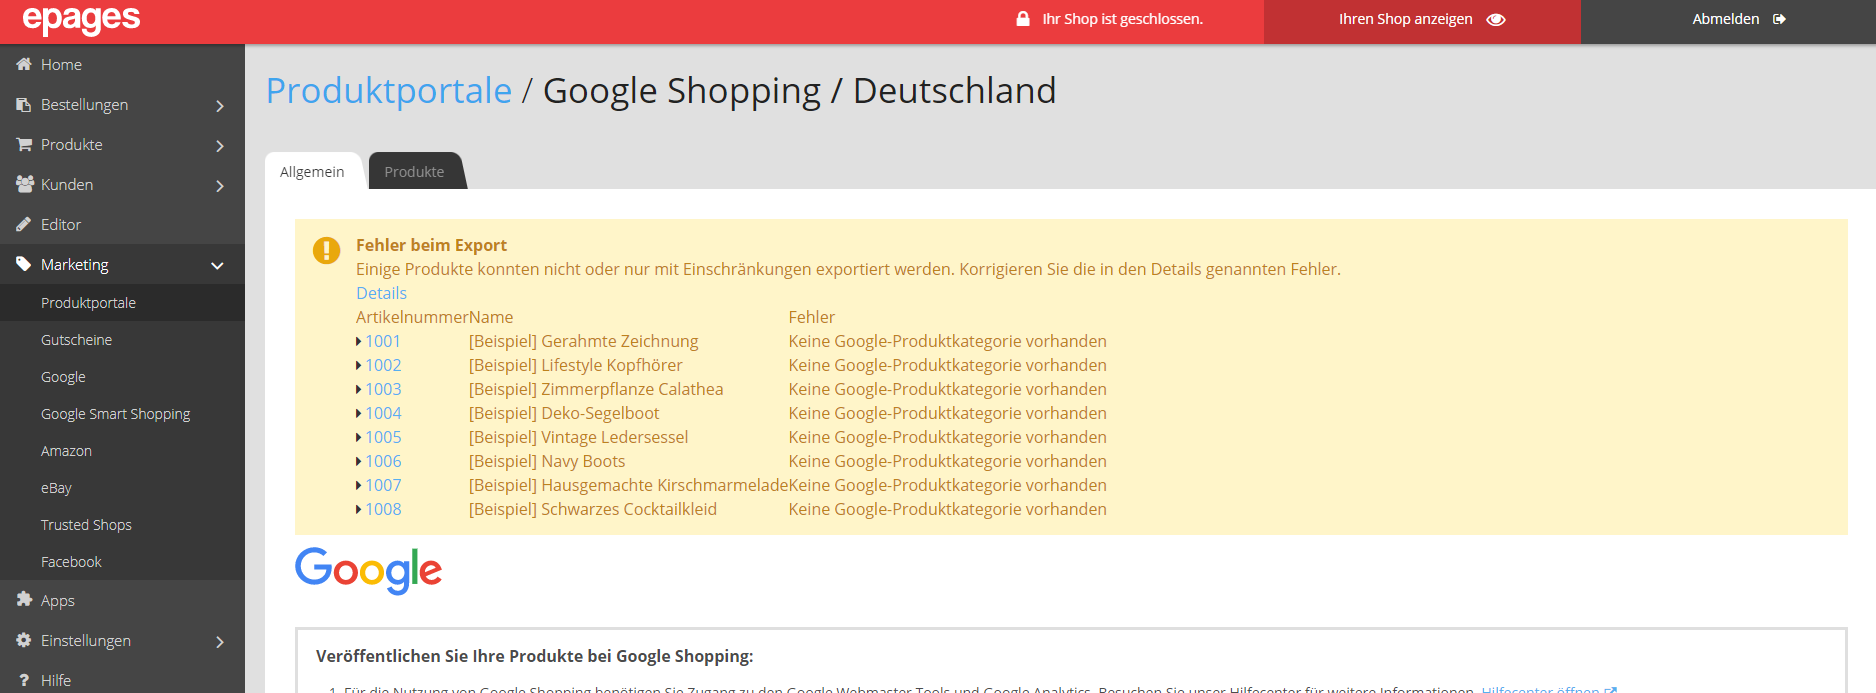 epages
Ihr Shop ist geschlossen.
Ihren Shop anzeigen
Abmelden
Home
Bestellungen
Produkte
Kunden
Editor
Marketing
Produktportale
Gutscheine
Google
Google Smart Shopping
Amazon
eBay
Trusted Shops
Facebook
Apps
Einstellungen
? Hilfe
Produktportale / Google Shopping / Deutschland
Allgemein
Produkte
Fehler beim Export
Einige Produkte konnten nicht oder nur mit Einschränkungen exportiert werden. Korrigieren Sie die in den Details genannten Fehler.
Details
ArtikelnummerName Fehler
1001 [Beispiel] Gerahmte Zeichnung Keine Google-Produktkategorie vorhanden
1002 [Beispiel] Lifestyle Kopfhörer Keine Google-Produktkategorie vorhanden
1003 [Beispiel] Zimmerpflanze Calathea Keine Google-Produktkategorie vorhanden
1004 [Beispiel] Deko-Segelboot Keine Google-Produktkategorie vorhanden
1005 [Beispiel] Vintage Ledersessel Keine Google-Produktkategorie vorhanden
1006 [Beispiel] Navy Boots Keine Google-Produktkategorie vorhanden
1007 [Beispiel] Hausgemachte KirschmarmeladeKeine Google-Produktkategorie vorhanden
1008 [Beispiel] Schwarzes Cocktailkleid Keine Google-Produktkategorie vorhanden
Google
Veröffentlichen Sie Ihre Produkte bei Google Shopping:
1. Für die Nutzung von Google Shopping benötigen Sie Zugang zu den Google Webmaster Tools und Google Analytics. Besuchen Sie unser Hilfecenter für weitere Informationen. Hilfecenter öffnen